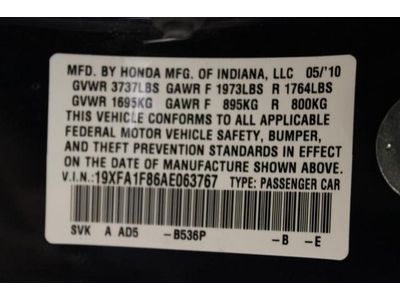 MFD. BY HONDA MFG. OF INDIANA, LLC 05/'10
GVWR 3737LBS GAWR F 1973LBS R 1764LBS
GVWR 1695KG GAWR F 895KG R 800KG
THIS VEHICLE CONFORMS TO ALL APPLICABLE
FEDERAL MOTOR VEHICLE SAFETY, BUMPER,
AND THEFT PREVENTION STANDARDS IN EFFECT
ON THE DATE OF MANUFACTURE SHOWN ABOVE.
V.I.N.: 19XFA1F86AE063767 TYPE: PASSENGER CAR
SVK A AD5 -B536P -B -E